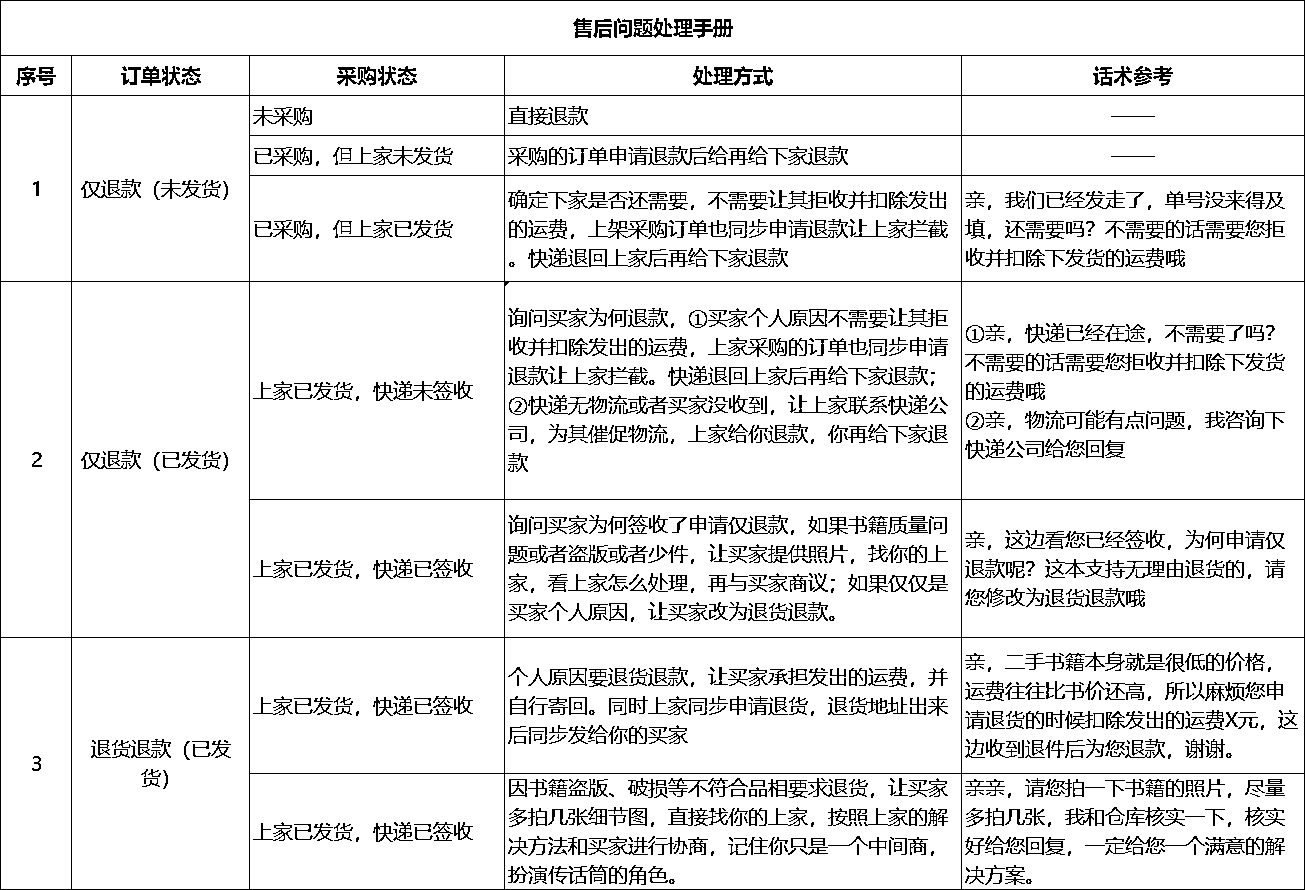 售后问题处理手册
序号
订单状态
采购状态
处理方式
话术参考
1
仅退款（未发货）
未采购
直接退款
——
已采购，但上家未发货
采购的订单申请退款后给再给下家退款
——
已采购，但上家已发货
确定下家是否还需要，不需要让其拒收并扣除发出
的运费，上架采购订单也同步申请退款让上家拦截
。快递退回上家后再给下家退款
亲，我们已经发走了，单号没来得及
填，还需要吗？不需要的话需要您拒
收并扣除下发货的运费哦
2
仅退款（已发货）
上家已发货，快递未签收
询问买家为何退款，①买家个人原因不需要让其拒
收并扣除发出的运费，上家采购的订单也同步申请
退款让上家拦截。快递退回上家后再给下家退款；
②快递无物流或者买家没收到，让上家联系快递公
司，为其催促物流，上家给你退款，你再给下家退
款
①亲，快递已经在途，不需要了吗？
不需要的话需要您拒收并扣除下发货
的运费哦
②亲，物流可能有点问题，我咨询下
快递公司给您回复
上家已发货，快递已签收
询问买家为何签收了申请仅退款，如果书籍质量问
题或者盗版或者少件，让买家提供照片，找你的上
家，看上家怎么处理，再与买家商议；如果仅仅是
买家个人原因，让买家改为退货退款。
亲，这边看您已经签收，为何申请仅
退款呢？这本支持无理由退货的，请
您修改为退货退款哦
3
退货退款（已发
货）
上家已发货，快递已签收
个人原因要退货退款，让买家承担发出的运费，并
自行寄回。同时上家同步申请退货，退货地址出来
后同步发给你的买家
亲，二手书籍本身就是很低的价格，
运费往往比书价还高，所以麻烦您申
请退货的时候扣除发出的运费X元，这
边收到退件后为您退款，谢谢。
上家已发货，快递已签收
因书籍盗版、破损等不符合品相要求退货，让买家
多拍几张细节图，直接找你的上家，按照上家的解
决方法和买家进行协商，记住你只是一个中间商，
扮演传话筒的角色。
亲亲，请您拍一下书籍的照片，尽量
多拍几张，我和仓库核实一下，核实
好给您回复，一定给您一个满意的解
决方案。